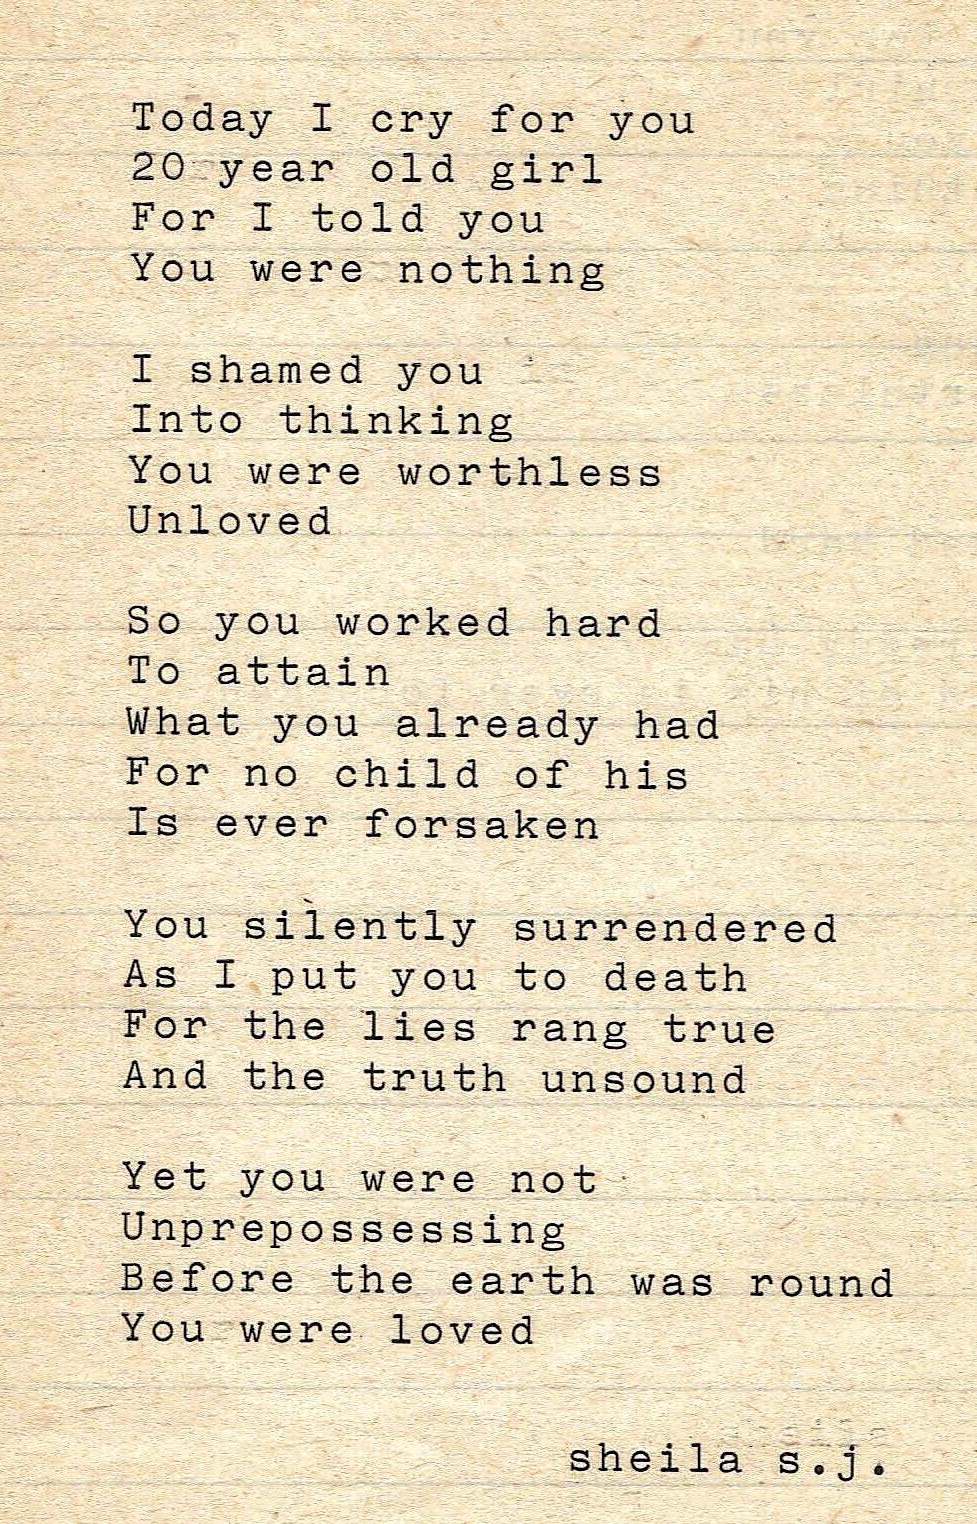 Today I cry for you
20 year old girl
For I told you
You were nothing

I shamed you
Into thinking
You were worthless
Unloved

So you worked hard
To attain
What you already had
For no child of his
Is ever forsaken

You silently surrendered
As I put you to death
For the lies rang true
And the truth unsound

Yet you were not
Unprepossessing
Before the earth was round
You were loved

sheila s.j.